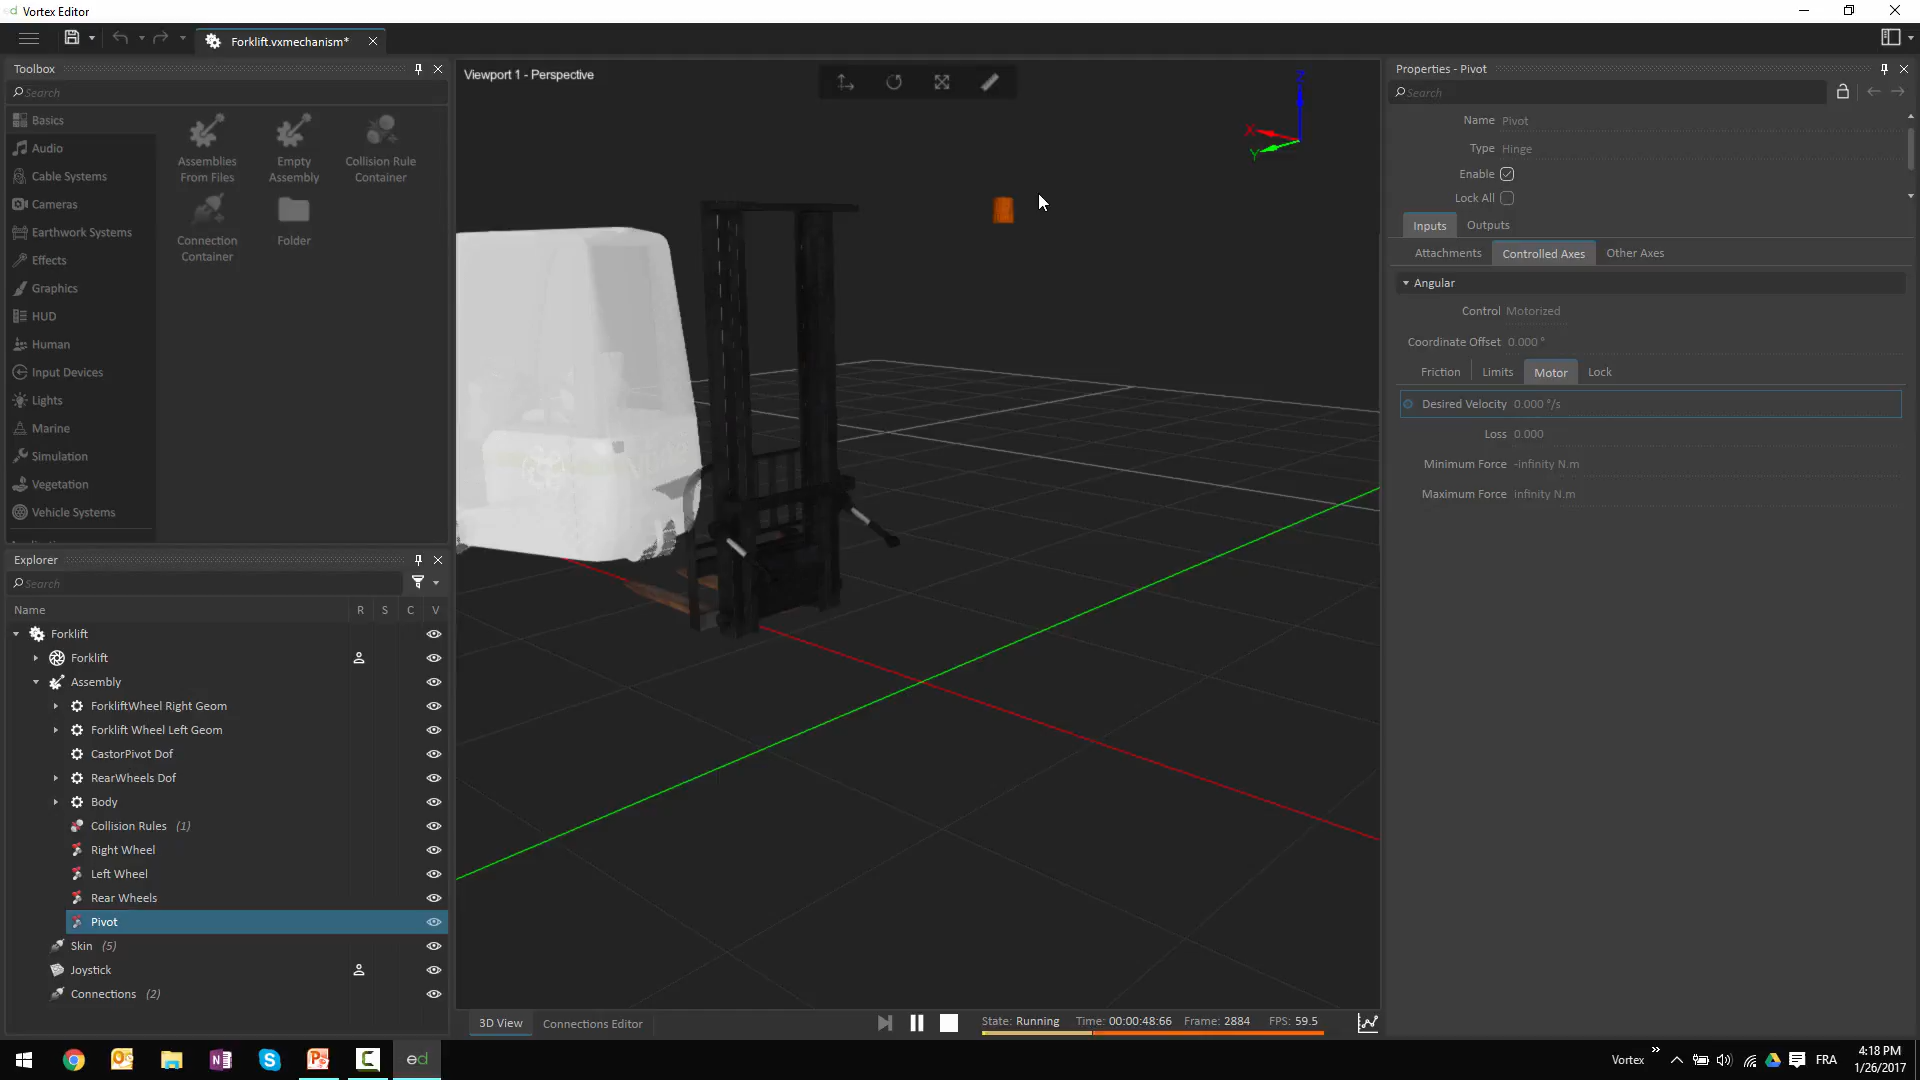 Vortex Editor
Forklift.vxmechanism*
Toolbox
Search
Basics
Audio
Cable Systems
Cameras
Earthwork Systems
Effects
Graphics
HUD
Human
Input Devices
Lights
Marine
Simulation
Vegetation
Vehicle Systems
Assemblies From Files
Empty Assembly
Collision Rule Container
Connection Container
Folder
Explorer
Search
Name R S C V
Forklift
Forklift
Assembly
ForkliftWheel Right Geom
Forklift Wheel Left Geom
CastorPivot Dof
RearWheels Dof
Body
Collision Rules (1)
Right Wheel
Left Wheel
Rear Wheels
Pivot
Skin (5)
Joystick
Connections (2)
Viewport 1 - Perspective
Z
X
Y
3D View Connections Editor
State: Running Time: 00:00:48:66 Frame: 2884 FPS: 59.5
Properties - Pivot
Search
Name Pivot
Type Hinge
Enable
Lock All
Inputs Outputs
Attachments Controlled Axes Other Axes
Angular
Control Motorized
Coordinate Offset 0.000 °
Friction Limits Motor Lock
Desired Velocity 0.000 °/s
Loss 0.000
Minimum Force -infinity N.m
Maximum Force infinity N.m
ed
Vortex
FRA
4:18 PM
1/26/2017